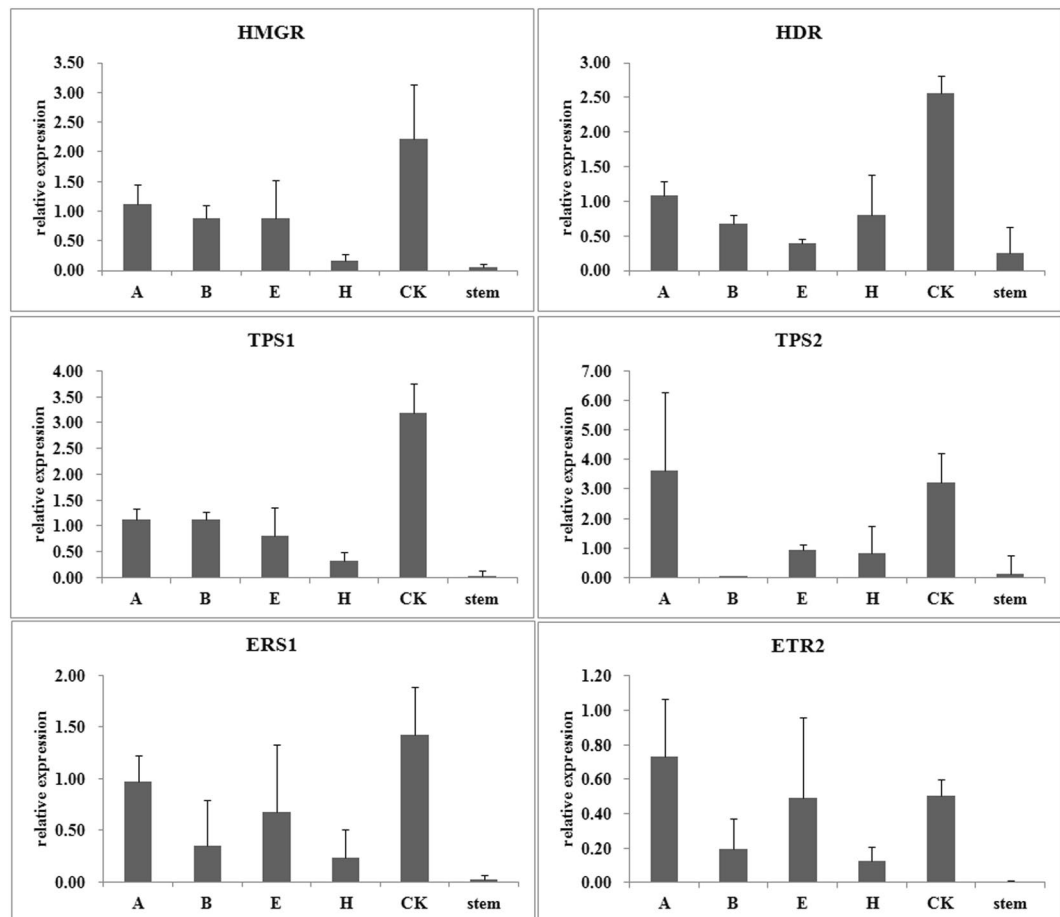 HMGR
relative expression
3.50
3.00
2.50
2.00
1.50
1.00
0.50
0.00
A B E H CK stem
HDR
relative expression
3.00
2.50
2.00
1.50
1.00
0.50
0.00
A B E H CK stem
TPS1
relative expression
4.00
3.50
3.00
2.50
2.00
1.50
1.00
0.50
0.00
A B E H CK stem
TPS2
relative expression
7.00
6.00
5.00
4.00
3.00
2.00
1.00
0.00
A B E H CK stem
ERS1
relative expression
2.00
1.50
1.00
0.50
0.00
A B E H CK stem
ETR2
relative expression
1.20
1.00
0.80
0.60
0.40
0.20
0.00
A B E H CK stem